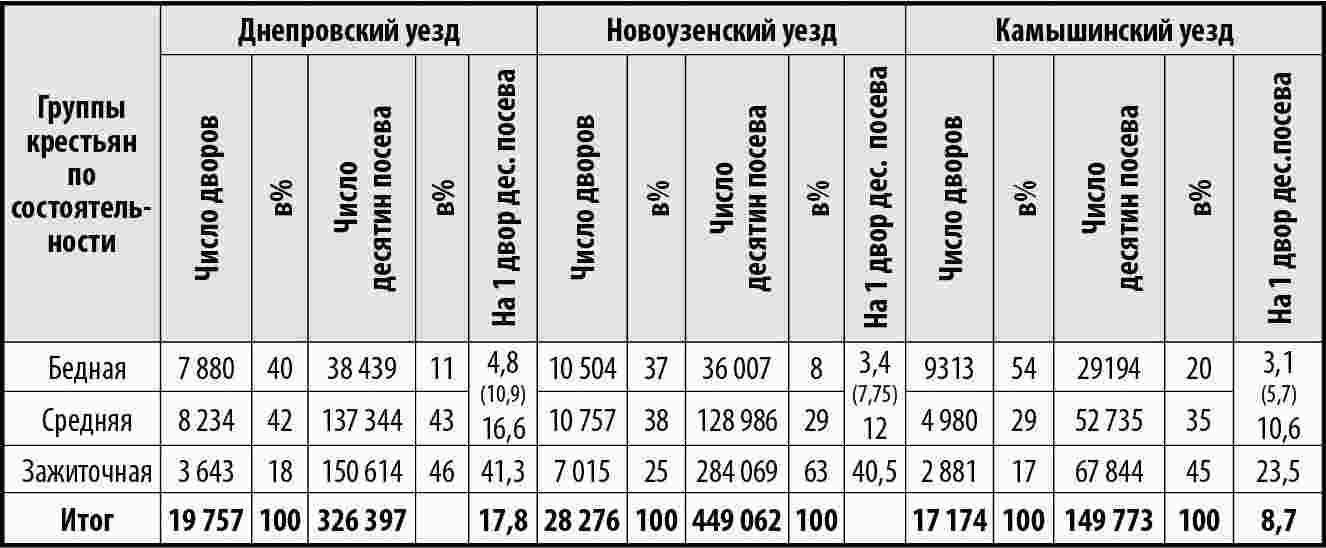 Группы крестьян по состоятель-ности | Днепровский уезд | Новоузенский уезд | Камышинский уезд
Число дворов | в% | Число десятин посева | в% | На 1 двор дес. посева | Число дворов | в% | Число десятин посева | в% | На 1 двор дес. посева | Число дворов | в% | Число десятин посева | в% | На 1 двор дес.посева
Бедная | 7 880 | 40 | 38 439 | 11 | 4,8 | 10 504 | 37 | 36 007 | 8 | 3,4 | 9313 | 54 | 29194 | 20 | 3,1
(10,9) | (7,75) | (5,7)
Средняя | 8 234 | 42 | 137 344 | 43 | 16,6 | 10 757 | 38 | 128 986 | 29 | 12 | 4 980 | 29 | 52 735 | 35 | 10,6
Зажиточная | 3 643 | 18 | 150 614 | 46 | 41,3 | 7 015 | 25 | 284 069 | 63 | 40,5 | 2 881 | 17 | 67 844 | 45 | 23,5
Итог | 19 757 | 100 | 326 397 | | 17,8 | 28 276 | 100 | 449 062 | 100 | | 17 174 | 100 | 149 773 | 100 | 8,7